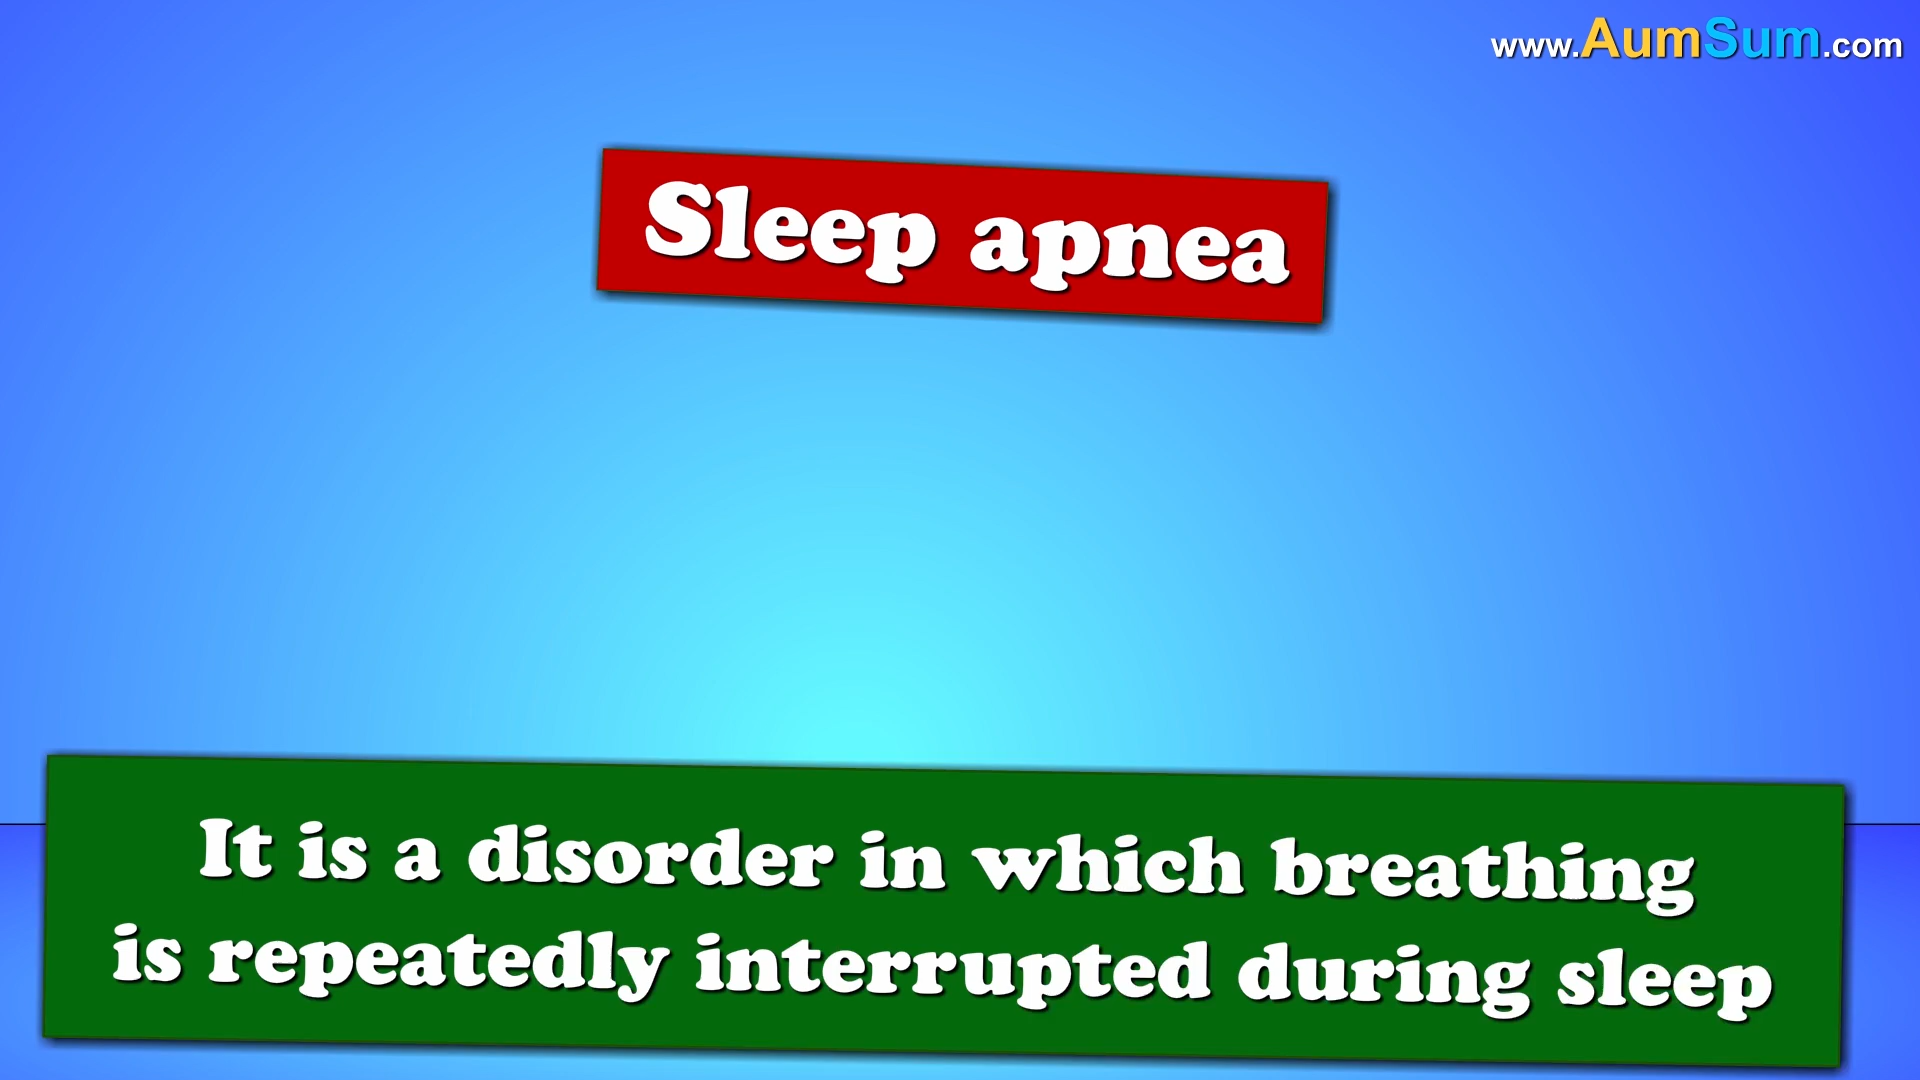 www.AumSum.com
Sleep apnea
It is a disorder in which breathing
is repeatedly interrupted during sleep